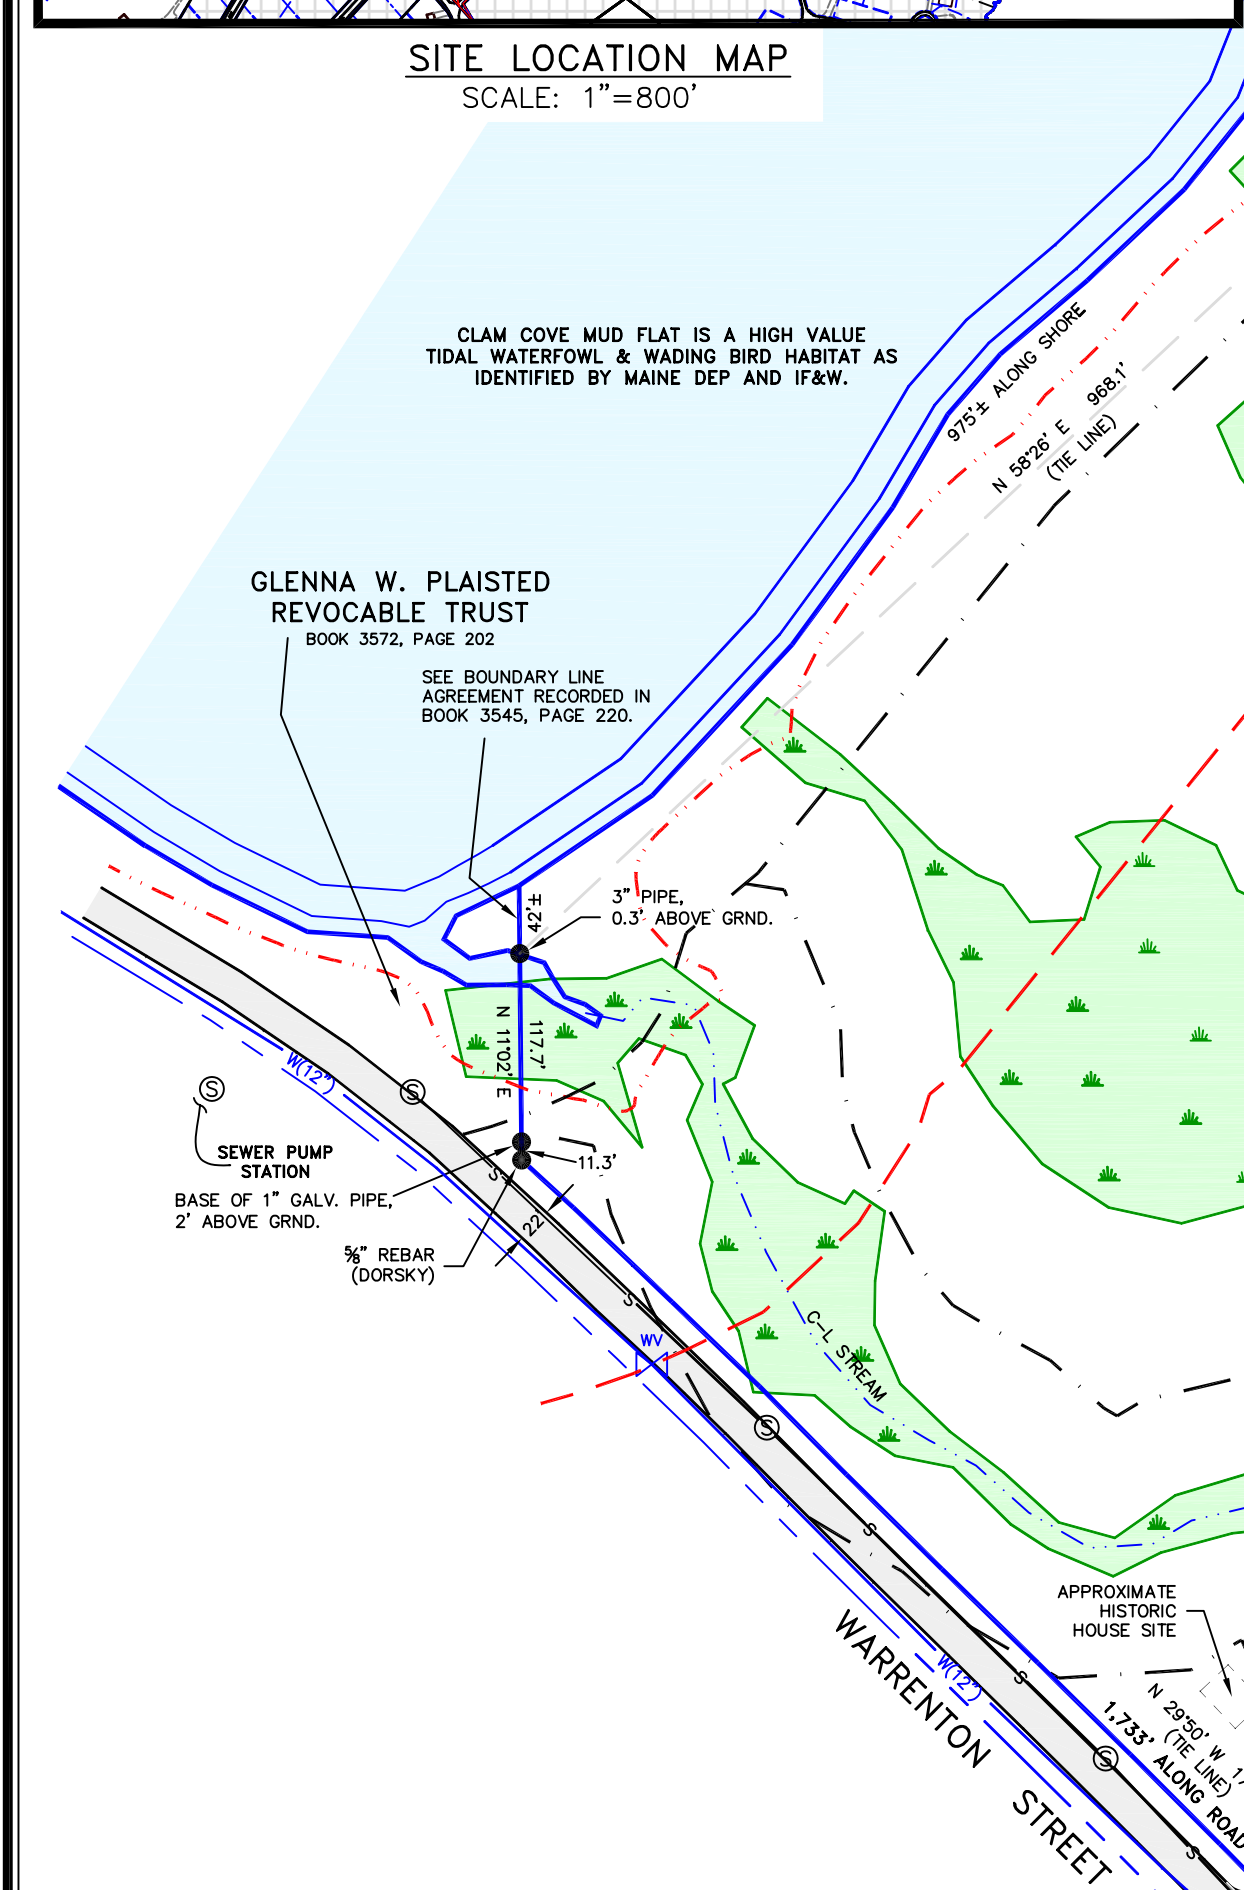 SITE LOCATION MAP
SCALE: 1"=800'
CLAM COVE MUD FLAT IS A HIGH VALUE
TIDAL WATERFOWL & WADING BIRD HABITAT AS
IDENTIFIED BY MAINE DEP AND IF&W.
975'± ALONG SHORE
N 58°26' E 968.1'
(TIE LINE)
GLENNA W. PLAISTED
REVOCABLE TRUST
BOOK 3572, PAGE 202
SEE BOUNDARY LINE
AGREEMENT RECORDED IN
BOOK 3545, PAGE 220.
42'±
3" PIPE,
0.3' ABOVE GRND.
N 11°02' E
117.7'
W(12")
S
S
SEWER PUMP
STATION
11.3'
S
BASE OF 1" GALV. PIPE,
2' ABOVE GRND.
22'
⅝" REBAR
(DORSKY)
S
WV
C-L STREAM
S
S
APPROXIMATE
HISTORIC
HOUSE SITE
WARRENTON STREET
W(12")
S
N 29°50' W
(TIE LINE)
1,733' ALONG ROAD
S
S